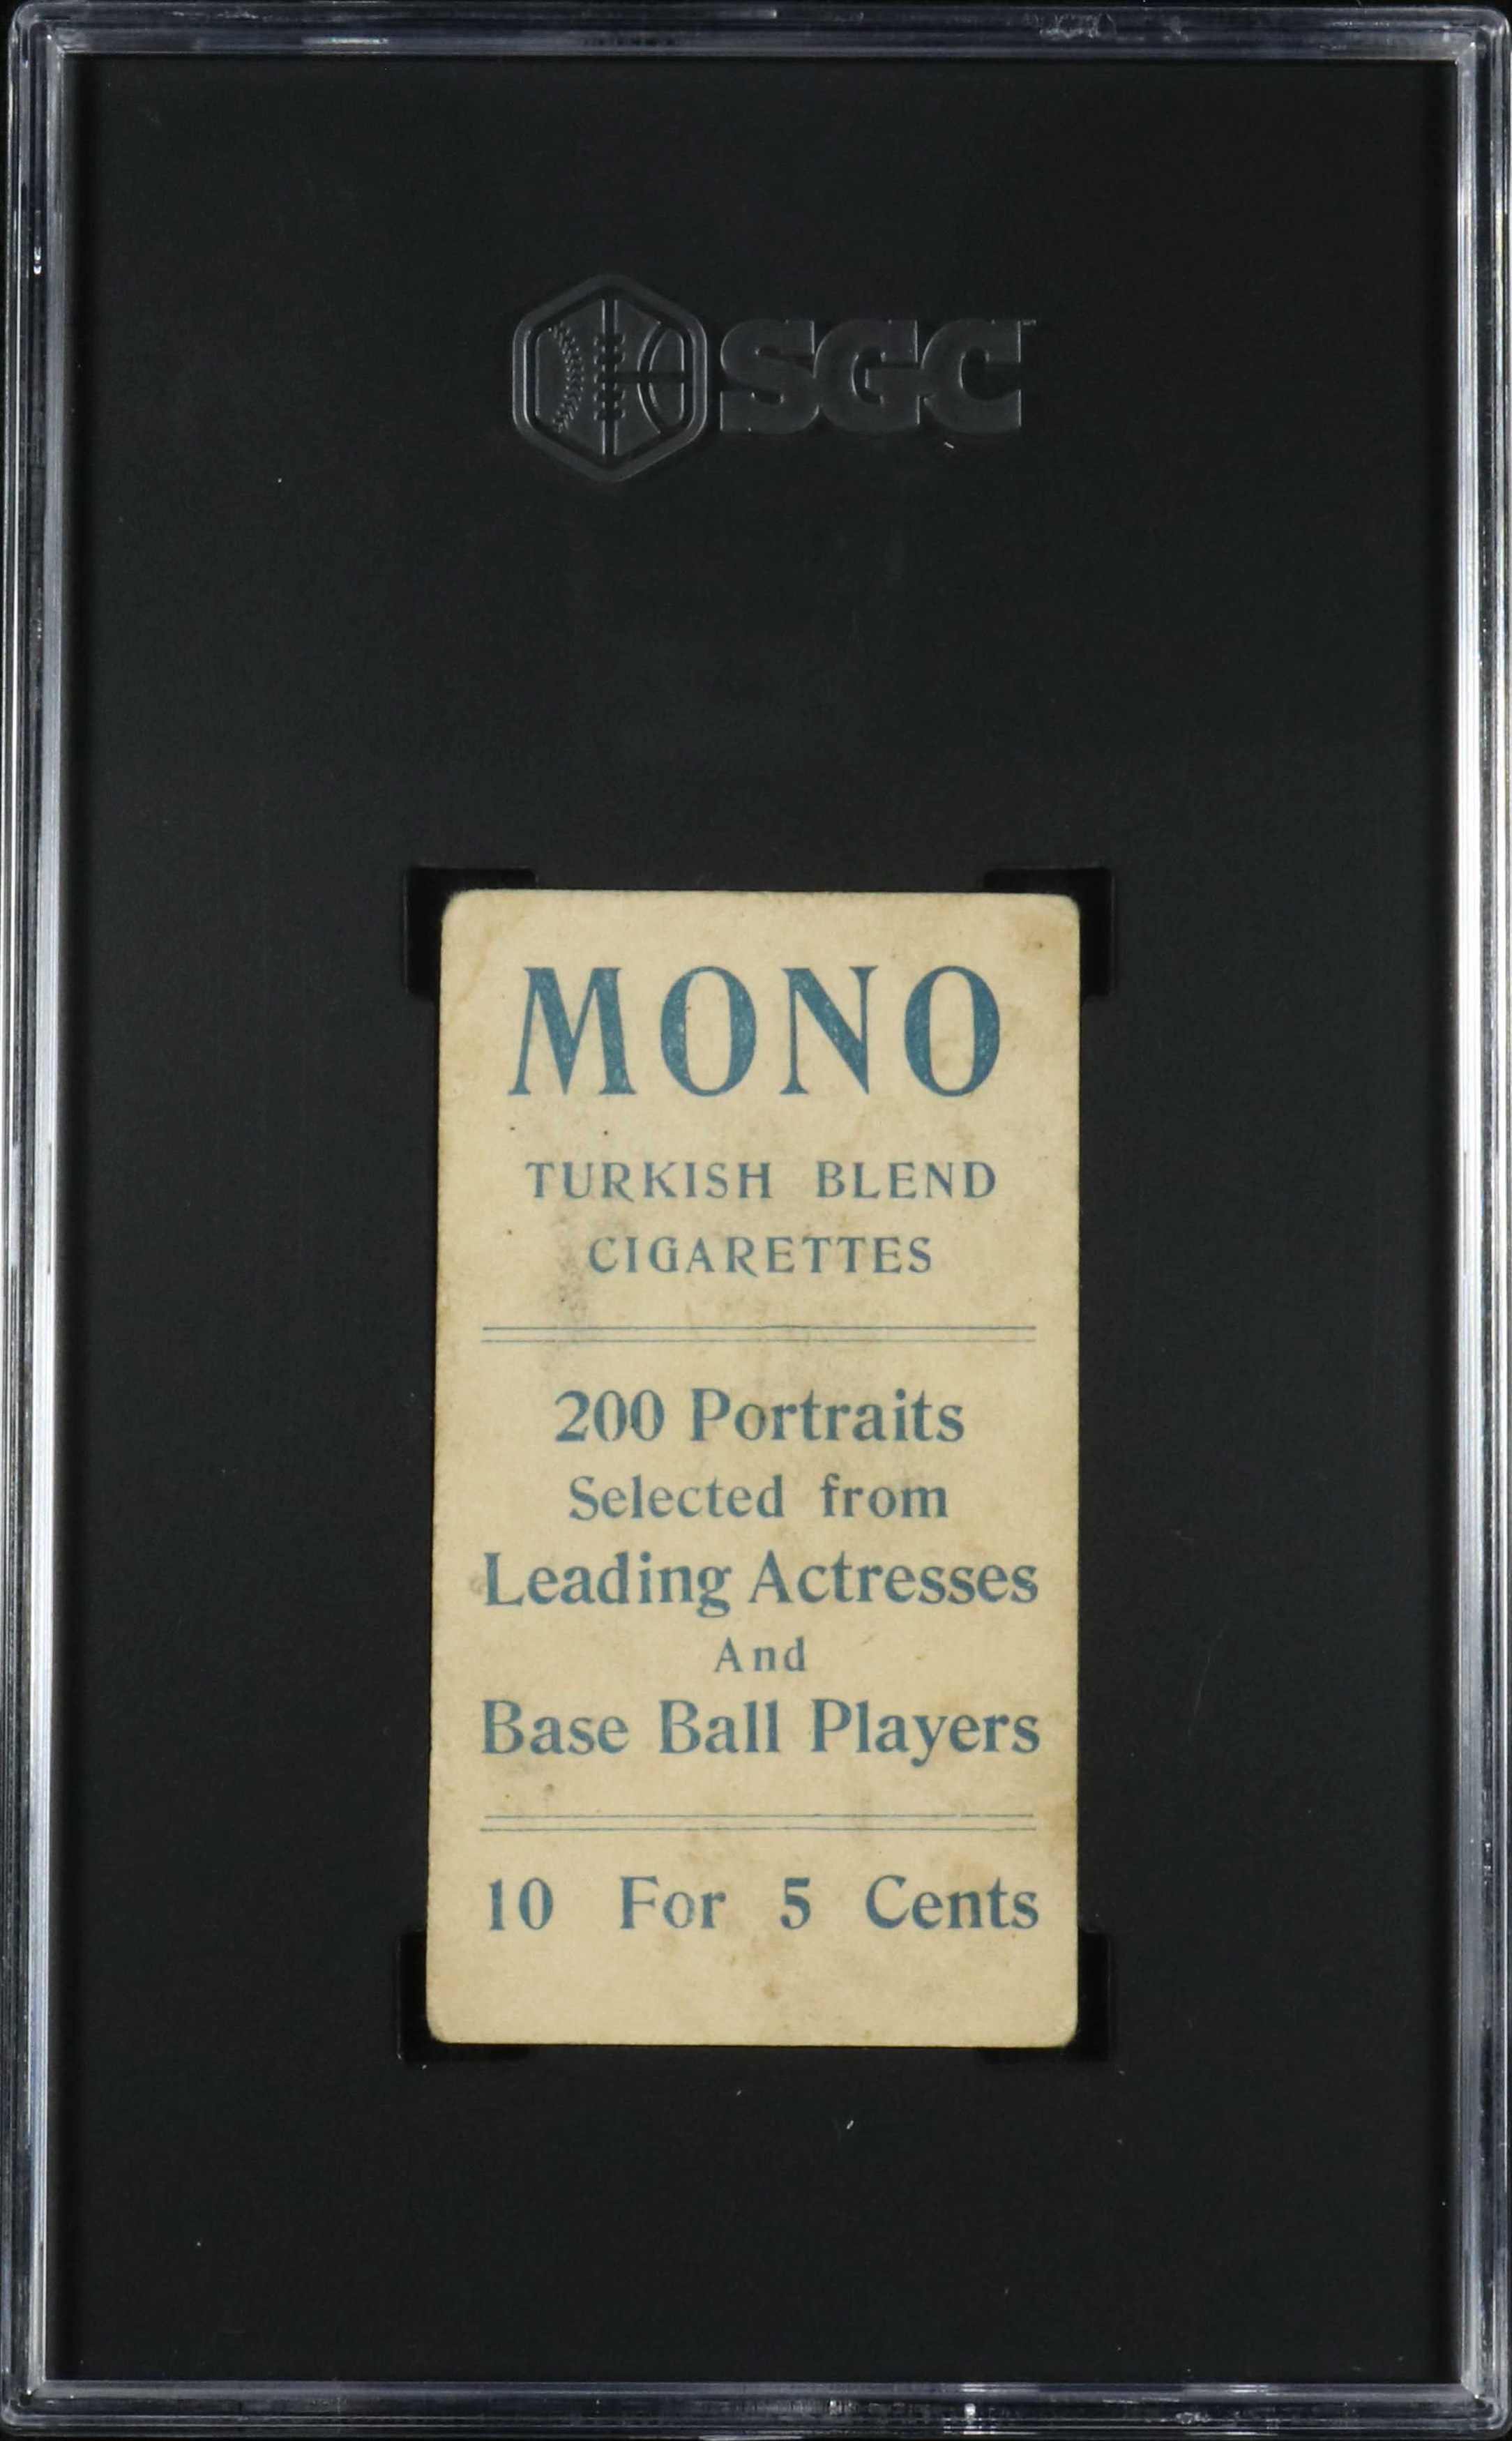 SGC
MONO
TURKISH BLEND
CIGARETTES
200 Portraits
Selected from
Leading Actresses
And
Base Ball Players
10 For 5 Cents